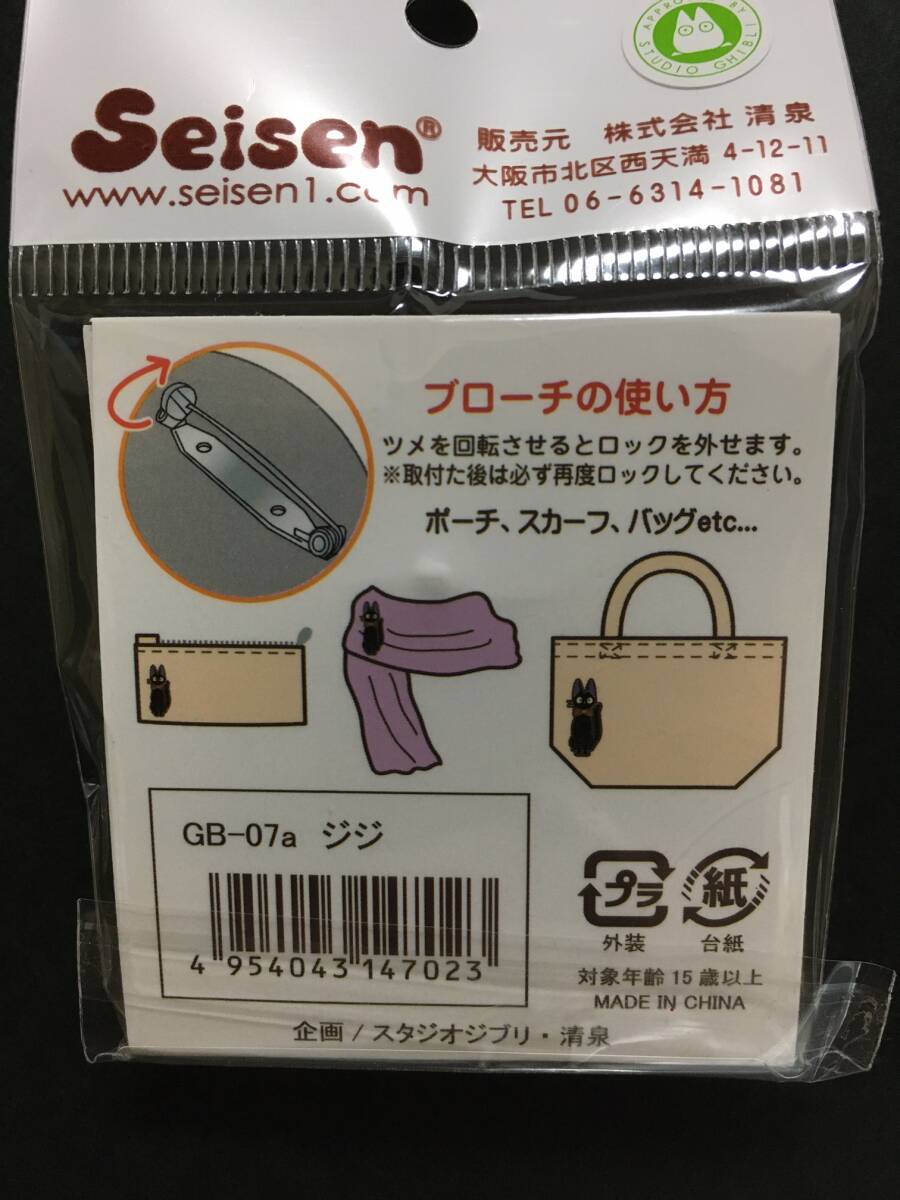 APPROVED BY STUDIO GHIBLI
Seisen®
www.seisen1.com
販売元 株式会社 清泉
大阪市北区西天満 4-12-11
TEL 06-6314-1081
ブローチの使い方
ツメを回転させるとロックを外せます。
※取付た後は必ず再度ロックしてください。
ポーチ、スカーフ、バッグetc...
GB-07a ジジ
4 954043 147023
プラ
外装
紙
台紙
対象年齢 15 歳以上
MADE IN CHINA
企画 / スタジオジブリ・清泉